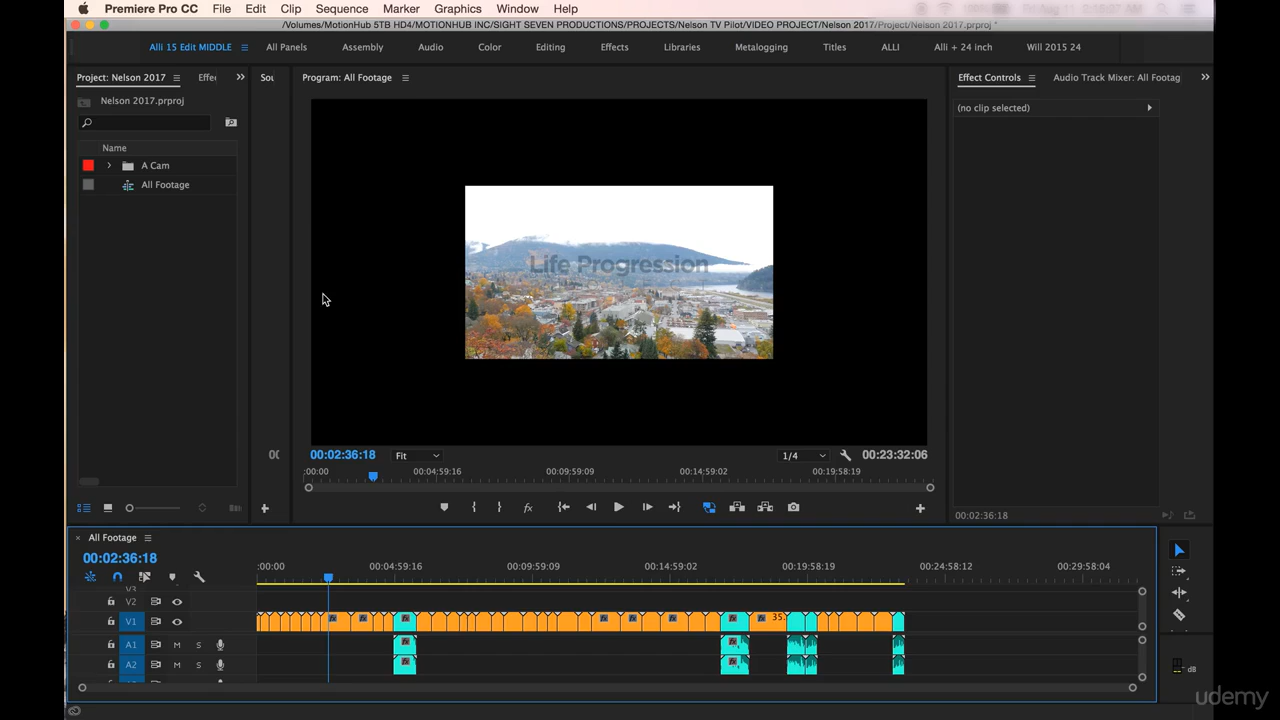 Premiere Pro CC File Edit Clip Sequence Marker Graphics Window Help
/Volumes/MotionHub 5TB HD4/MOTIONHUB INC/SIGHT SEVEN PRODUCTIONS/PROJECTS/Nelson TV Pilot/VIDEO PROJECT/Nelson 2017/Project/Nelson 2017.prproj *
Alli 15 Edit MIDDLE All Panels Assembly Audio Color Editing Effects Libraries Metalogging Titles ALLI Alli + 24 inch Will 2015 24
Project: Nelson 2017 Effec Sou Program: All Footage Effect Controls Audio Track Mixer: All Footag
Nelson 2017.prproj
(no clip selected)
Name
A Cam
All Footage
Life Progression
00:02:36:18 Fit 1/4 00:23:32:06
:00:00 00:04:59:16 00:09:59:09 00:14:59:02 00:19:58:19
fx
00:02:36:18
All Footage
00:02:36:18
:00:00 00:04:59:16 00:09:59:09 00:14:59:02 00:19:58:19 00:24:58:12 00:29:58:04
V2
V1 35.
A1 M S
A2 M S
dB
udemy